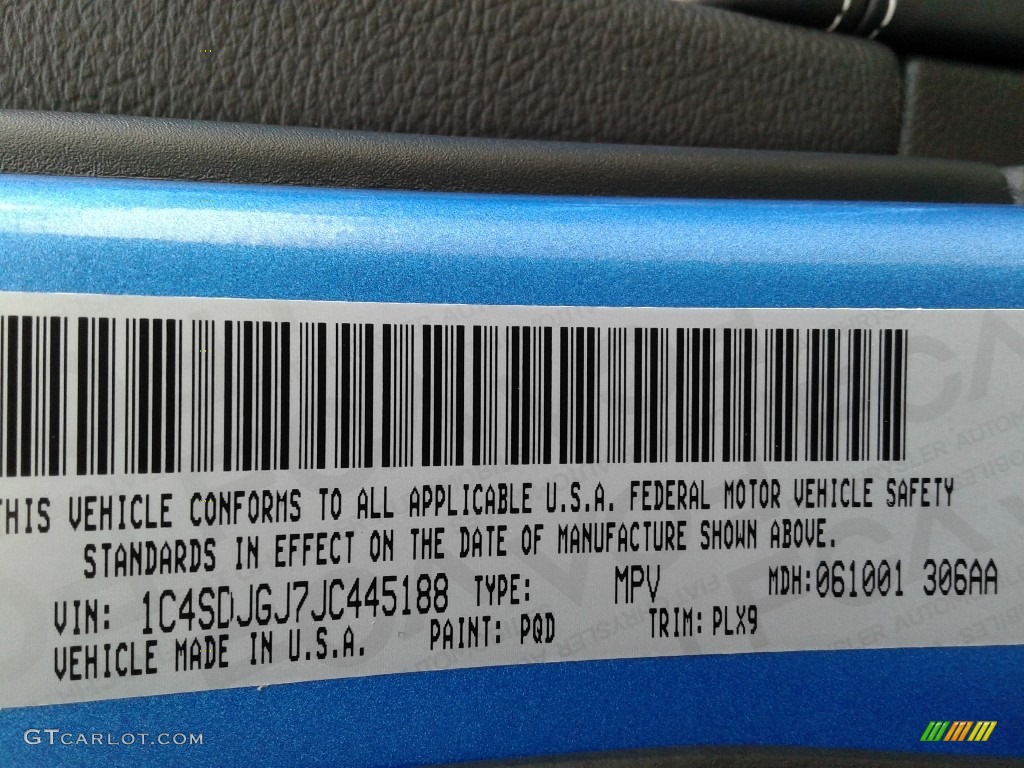 THIS VEHICLE CONFORMS TO ALL APPLICABLE U.S.A. FEDERAL MOTOR VEHICLE SAFETY
STANDARDS IN EFFECT ON THE DATE OF MANUFACTURE SHOWN ABOVE.
VIN: 1C4SDJGJ7JC445188 TYPE: MPV MDH:061001 306AA
VEHICLE MADE IN U.S.A. PAINT: PQD TRIM: PLX9
GTCARLOT.COM